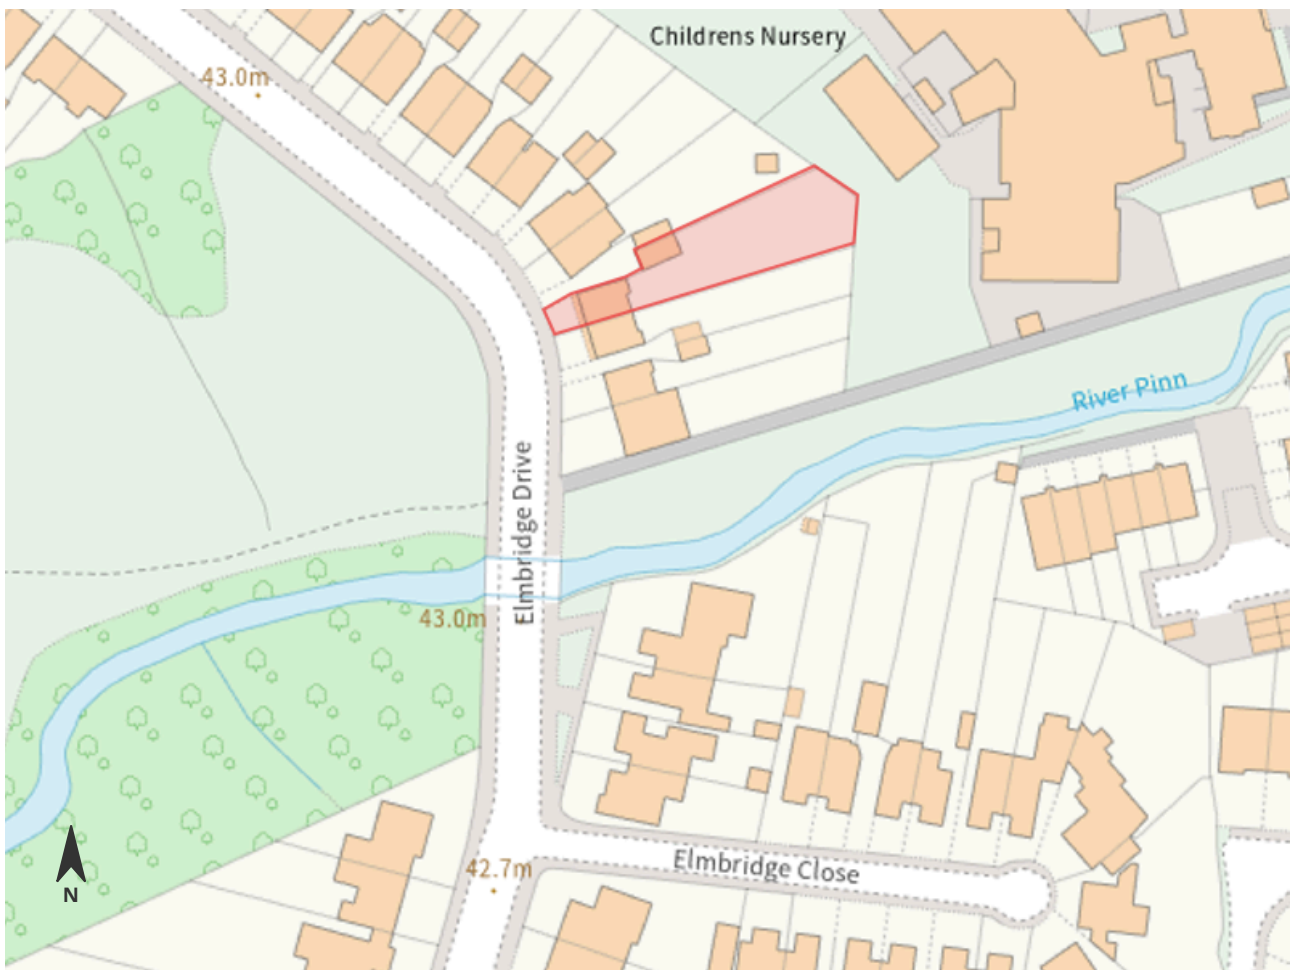 Childrens Nursery
43.0m
River Pinn
Elmbridge Drive
43.0m
Elmbridge Close
42.7m
N